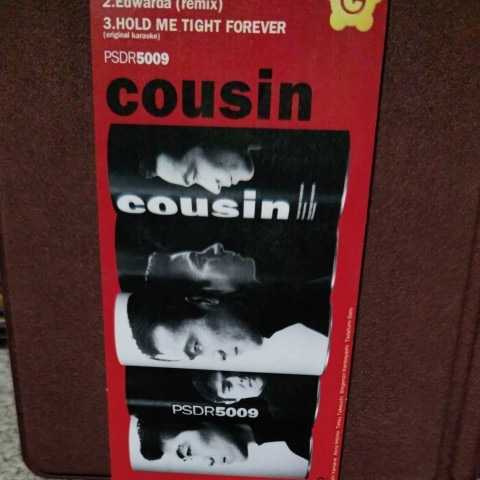 2.Edwarda (remix)
3.HOLD ME TIGHT FOREVER
(original karaoke)
G
PSDR5009
cousin
cousin
PSDR5009